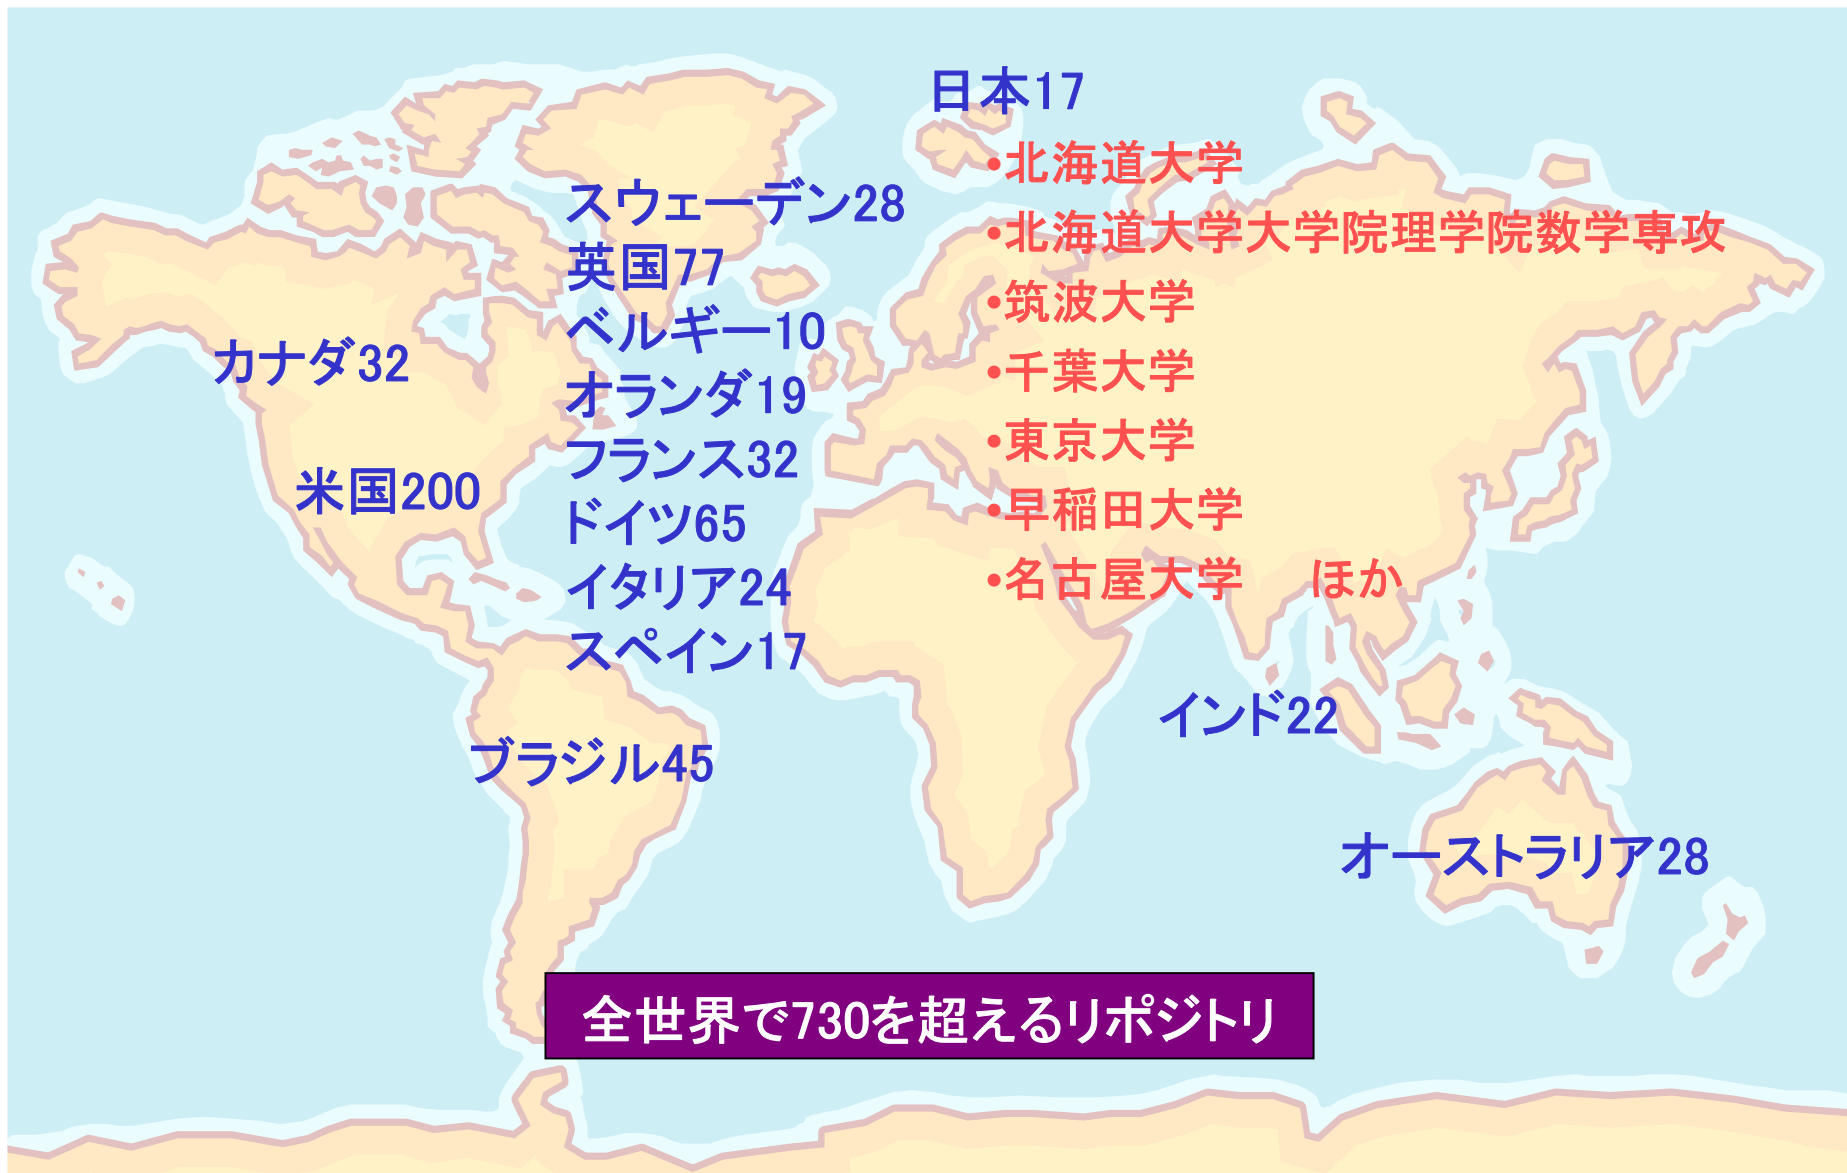 日本17
•北海道大学
•北海道大学大学院理学院数学専攻
•筑波大学
•千葉大学
•東京大学
•早稲田大学
•名古屋大学　ほか
スウェーデン28
英国77
ベルギー10
オランダ19
フランス32
ドイツ65
イタリア24
スペイン17
カナダ32
米国200
ブラジル45
インド22
オーストラリア28
全世界で730を超えるリポジトリ